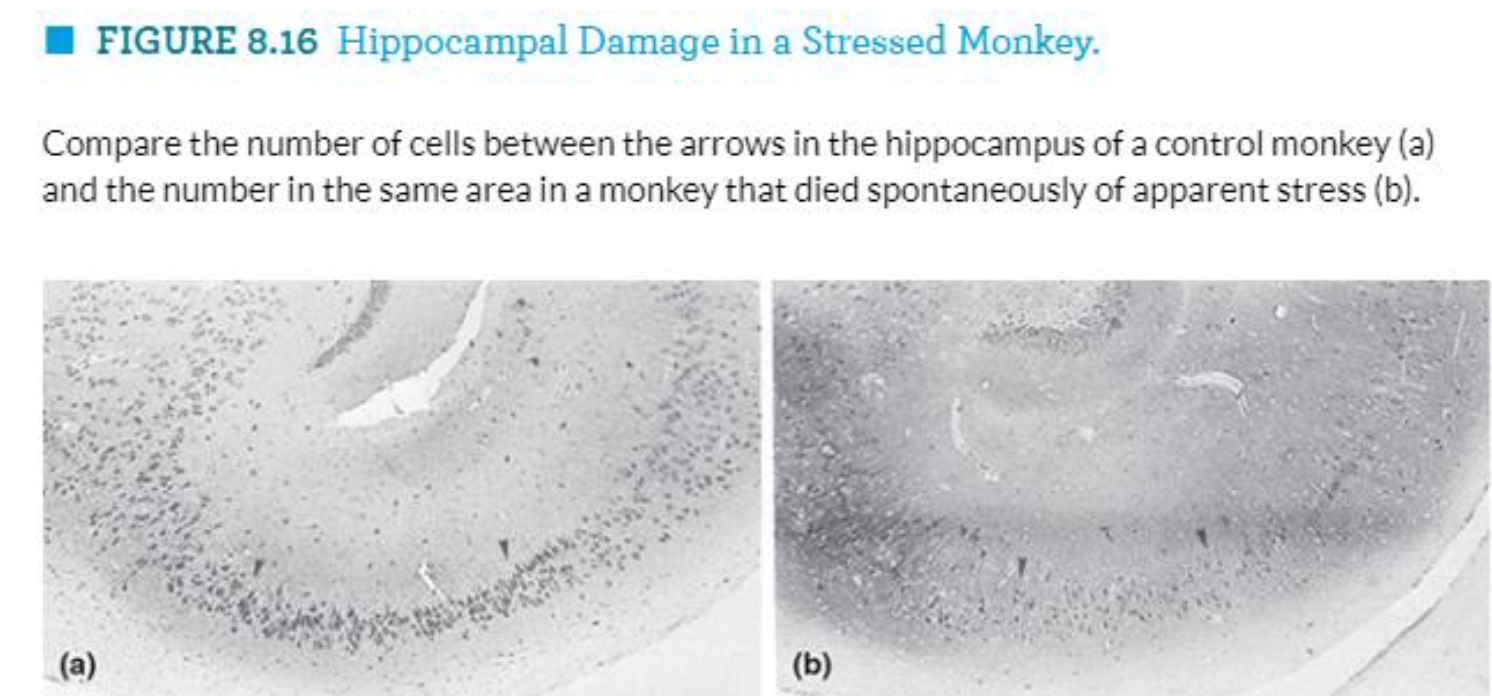 FIGURE 8.16 Hippocampal Damage in a Stressed Monkey.
Compare the number of cells between the arrows in the hippocampus of a control monkey (a)
and the number in the same area in a monkey that died spontaneously of apparent stress (b).
(a)
(b)